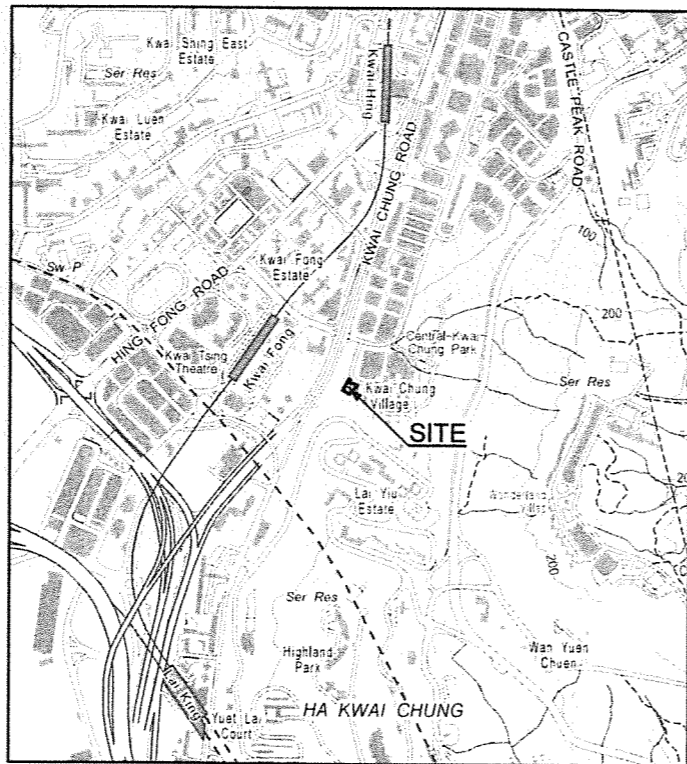 Kwai Shing East
Estate
Ser Res
Kwai Luen
Estate
Kwai Hing
KWAI CHUNG ROAD
CASTLE PEAK ROAD
100
Sw P
HING FONG ROAD
Kwai Fong
Estate
200
Kwai Tsing
Theatre
Kwai Fong
Central Kwai
Chung Park
Ser Res
Kwai Chung
Village
SITE
Lai Yiu
Estate
Wonderland
Villas
200
200
Ser Res
Highland
Park
Wan Yuen
Chuen
Lai King
Yuet Lai
Court
HA KWAI CHUNG